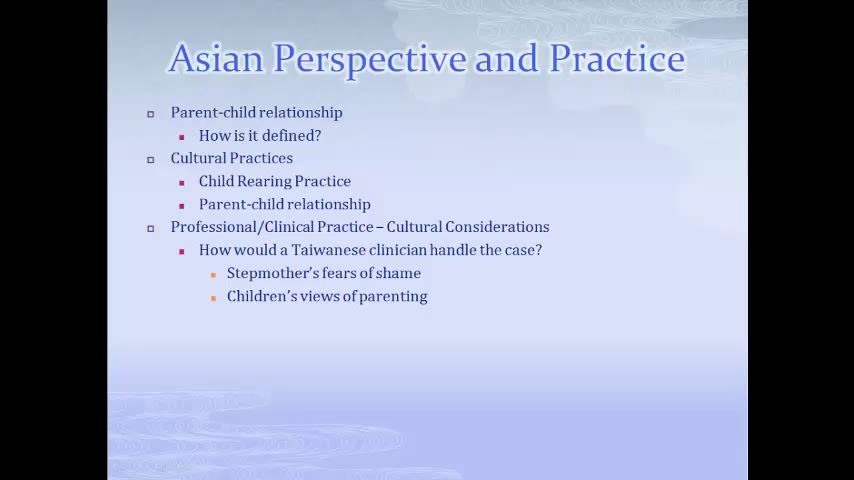 Asian Perspective and Practice
Parent-child relationship
How is it defined?
Cultural Practices
Child Rearing Practice
Parent-child relationship
Professional/Clinical Practice – Cultural Considerations
How would a Taiwanese clinician handle the case?
Stepmother's fears of shame
Children's views of parenting